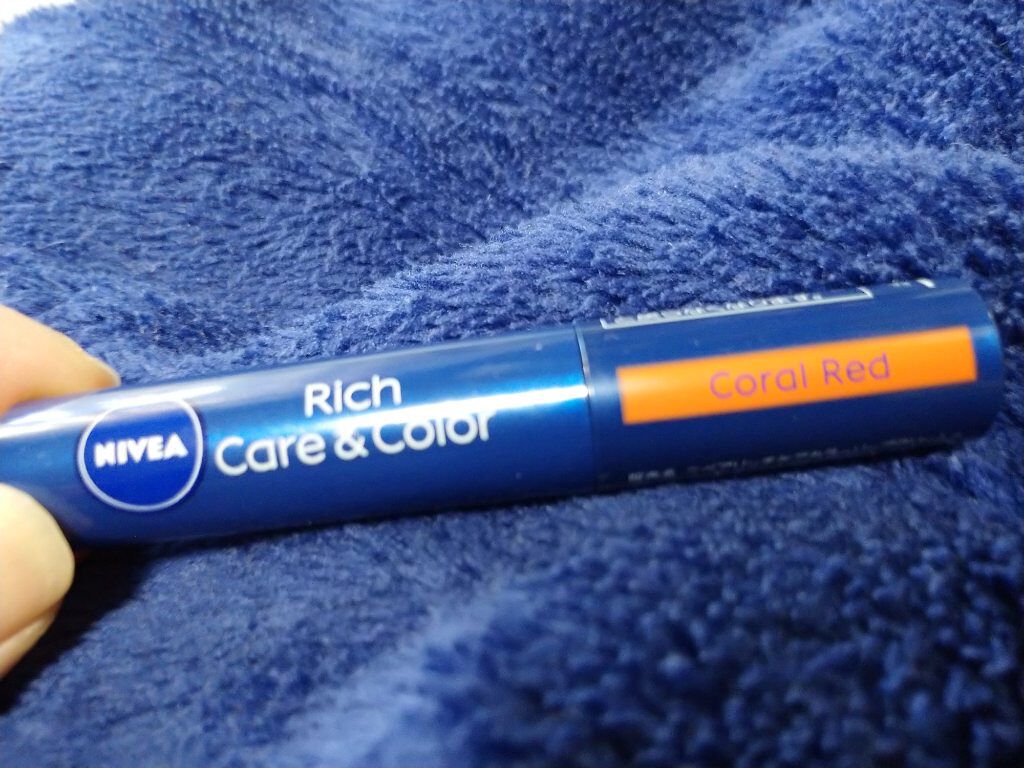 NIVEA
Rich
Care & Color
Coral Red